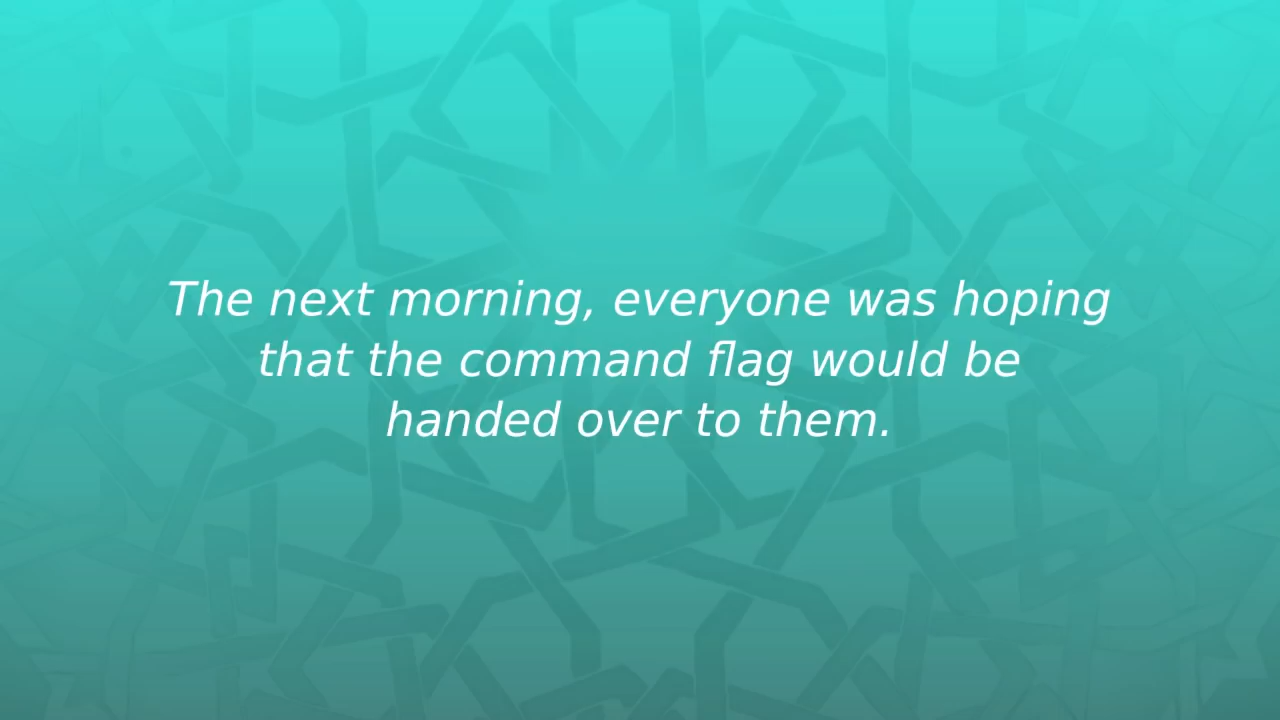 The next morning, everyone was hoping
that the command flag would be
handed over to them.